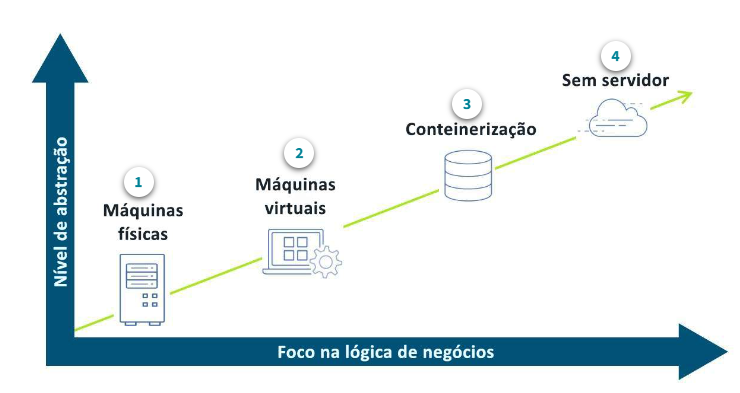 4
Sem servidor
3
Conteinerização
2
Máquinas
virtuais
1
Máquinas
físicas
Nível de abstração
Foco na lógica de negócios